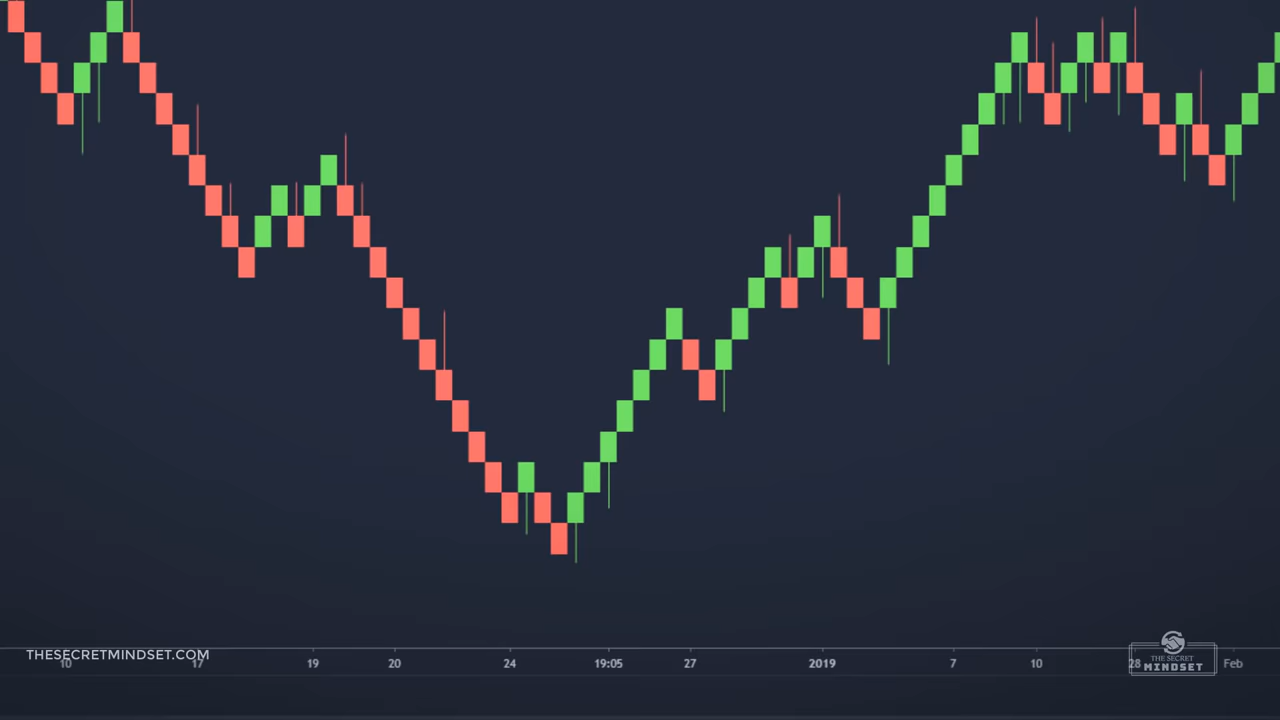 THESECRETMINDSET.COM
10 17 19 20 24 19:05 27 2019 7 10 28 Feb
THE SECRET
MINDSET